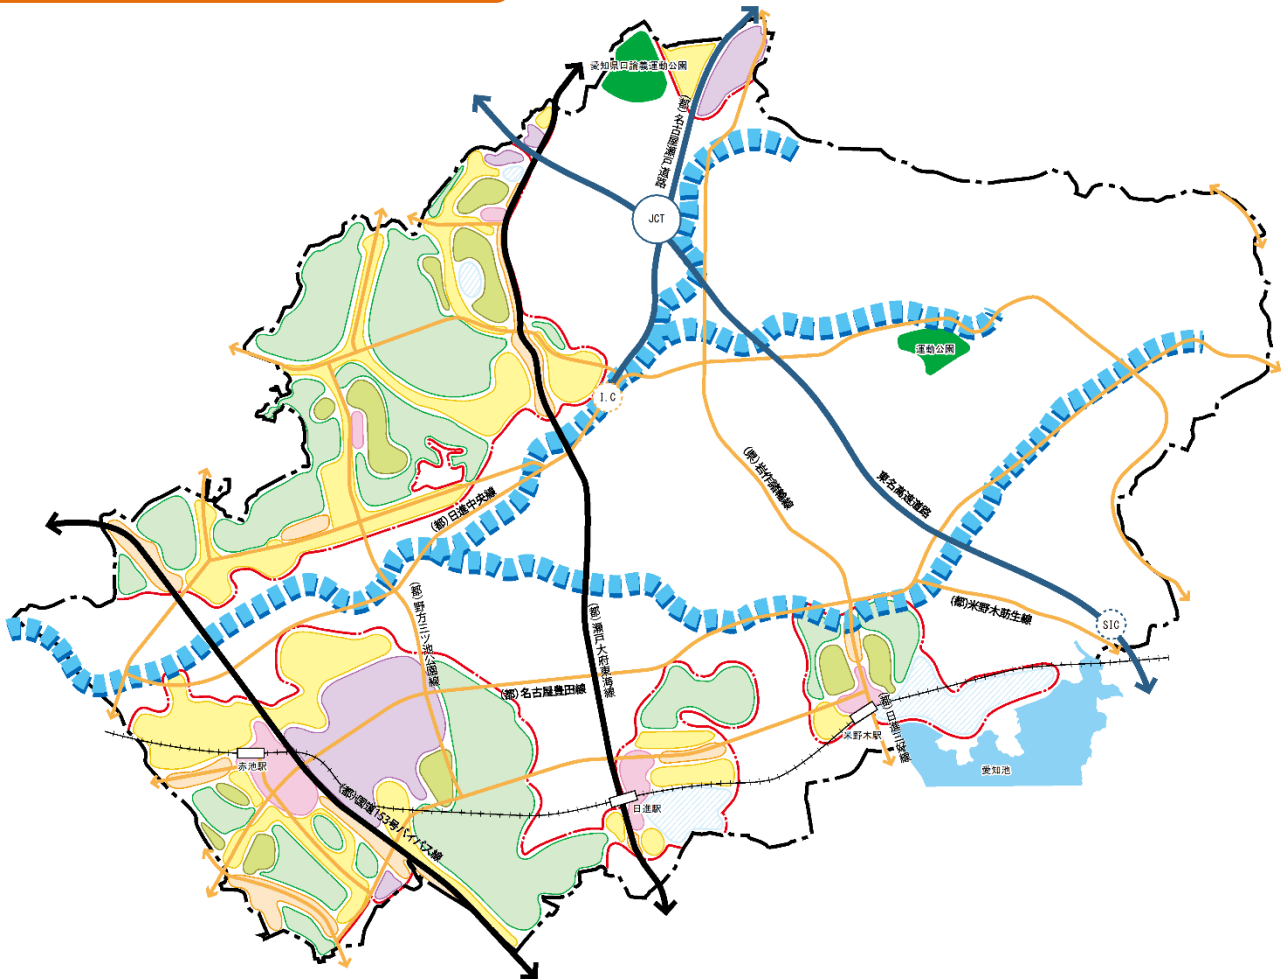 愛知県口論義運動公園
(都)名古屋瀬戸道路
JCT
運動公園
I.C
(県)岩作諸輪線
東名高速道路
(都)日進中央線
(都)野方三ツ池公園線
(都)瀬戸大府東海線
(都)米野木莇生線
SIC
(都)名古屋豊田線
(都)日進三好線
米野木駅
愛知池
赤池駅
日進駅
(都)国道153号バイパス線